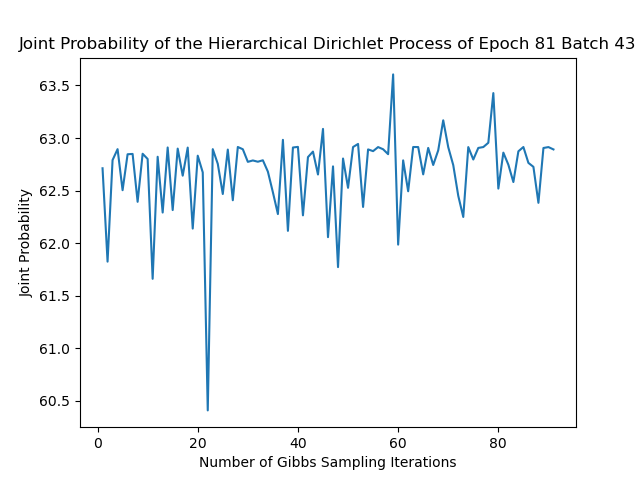 Joint Probability of the Hierarchical Dirichlet Process of Epoch 81 Batch 43
63.5
63.0
62.5
62.0
61.5
61.0
60.5
Joint Probability
0 20 40 60 80
Number of Gibbs Sampling Iterations